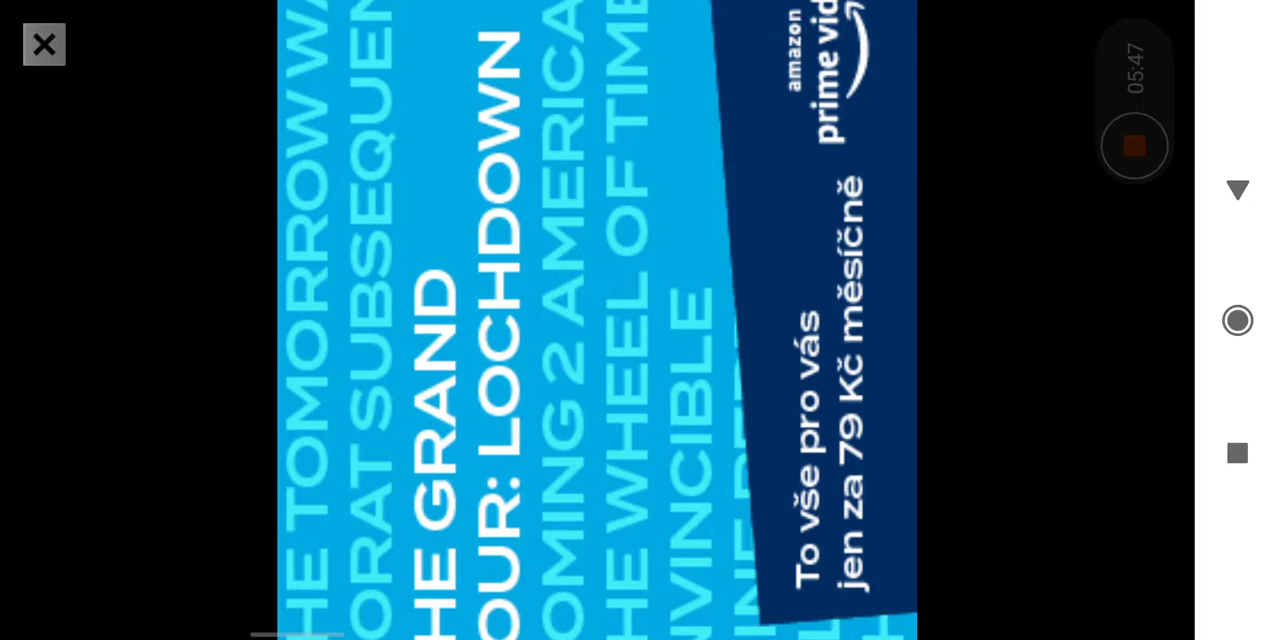 HE TOMORROW WA
ORAT SUBSEQUEN
HE GRAND
OUR: LOCHDOWN
OMING 2 AMERICA
HE WHEEL OF TIME
NVINCIBLE
amazon
prime vid
To vše pro vás
jen za 79 Kč měsíčně
05:47